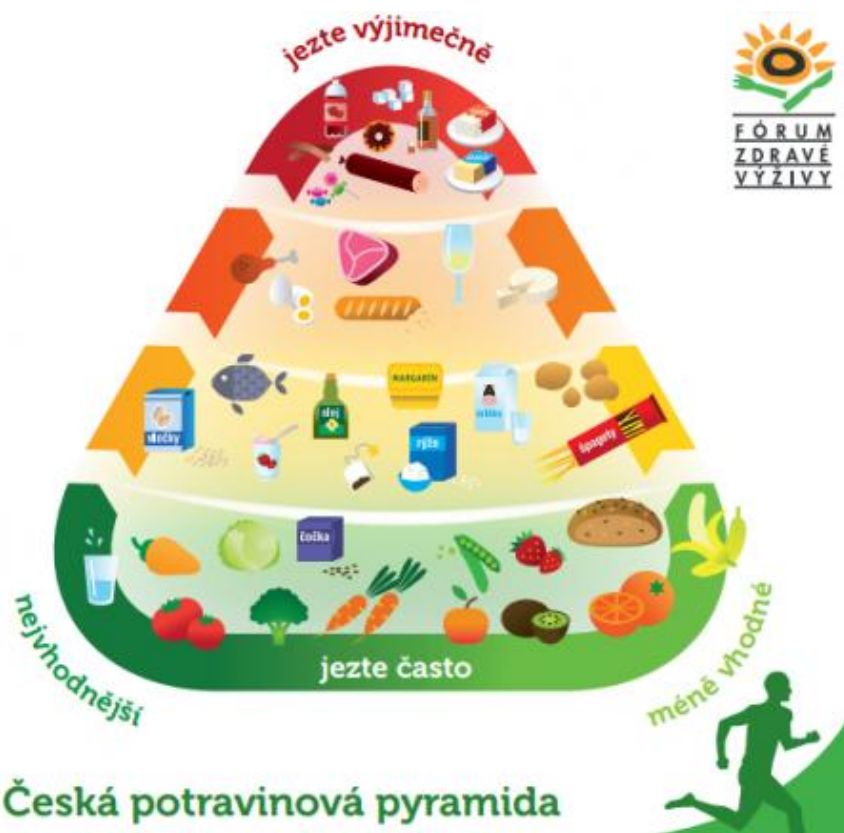 jezte výjimečně
FÓRUM
ZDRAVÉ
VÝŽIVY
MARGARÍN
vločky
olej
mléko
rýže
špagety
čočka
nejvhodnější
jezte často
méně vhodné
Česká potravinová pyramida